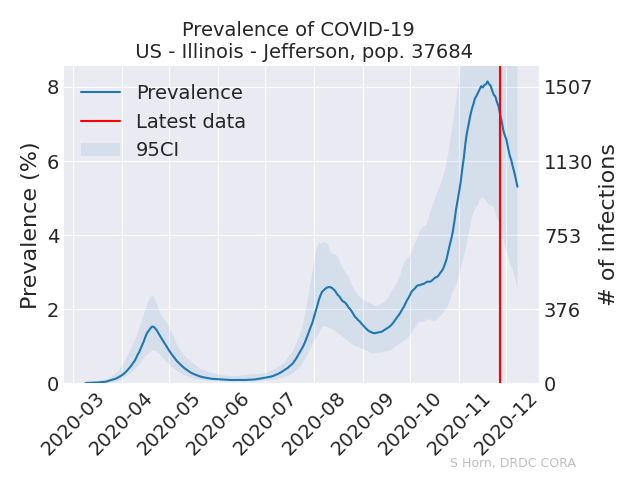 Prevalence of COVID-19
US - Illinois - Jefferson, pop. 37684
Prevalence
Latest data
95CI
Prevalence (%)
8
6
4
2
0
1507
1130
753
376
0
# of infections
2020-03
2020-04
2020-05
2020-06
2020-07
2020-08
2020-09
2020-10
2020-11
2020-12
S Horn, DRDC CORA